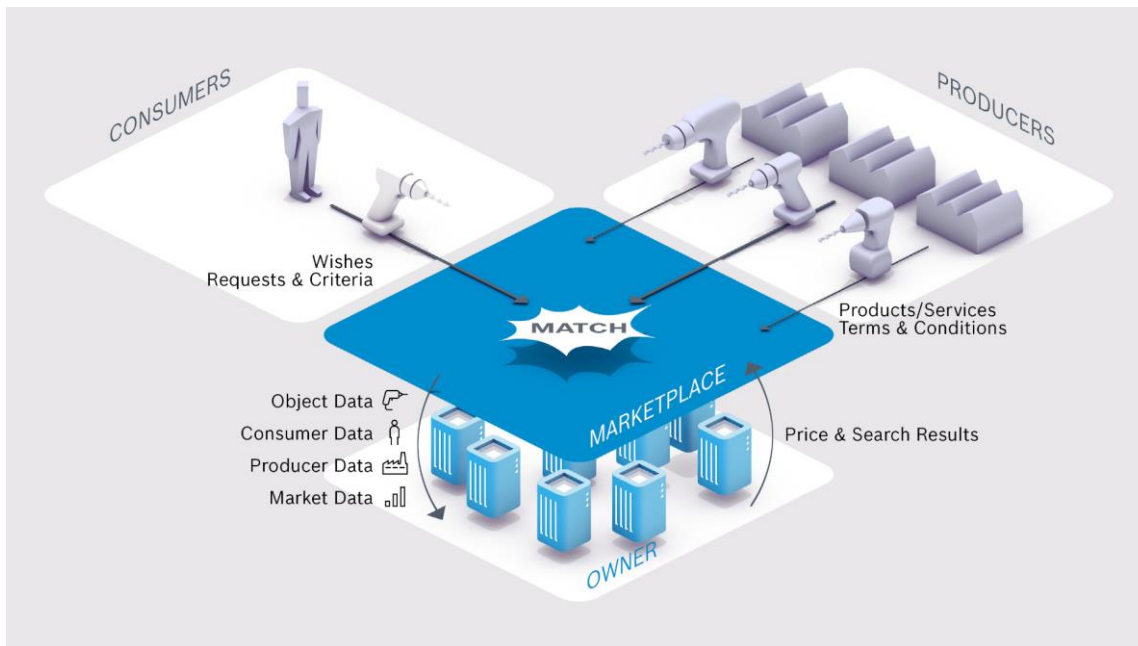 CONSUMERS
PRODUCERS
Wishes
Requests & Criteria
Products/Services
Terms & Conditions
MATCH
MARKETPLACE
Object Data
Consumer Data
Producer Data
Market Data
Price & Search Results
OWNER